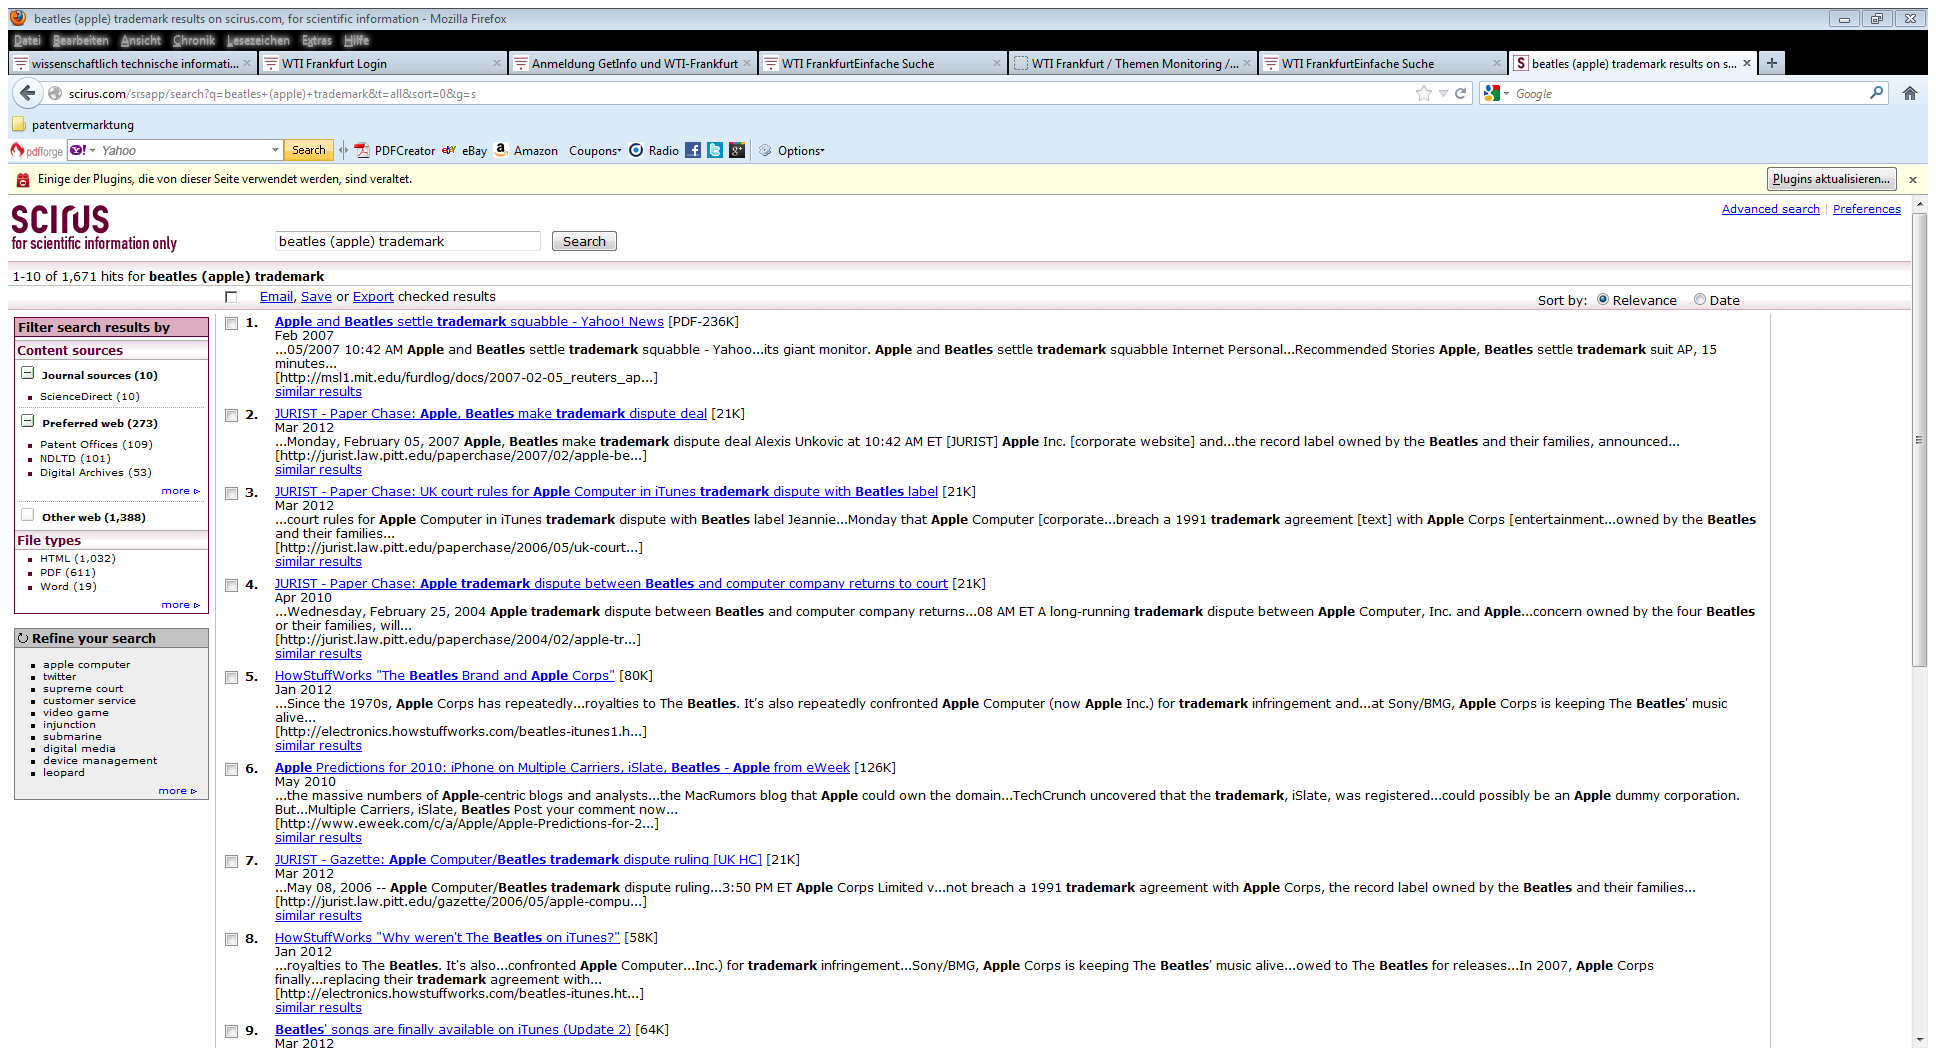 beatles (apple) trademark results on scirus.com, for scientific information - Mozilla Firefox
Datei Bearbeiten Ansicht Chronik Lesezeichen Extras Hilfe
wissenschaftlich technische informati... WTI Frankfurt Login Anmeldung GetInfo und WTI-Frankfurt WTI FrankfurtEinfache Suche WTI Frankfurt / Themen Monitoring /... WTI FrankfurtEinfache Suche beatles (apple) trademark results on s...
scirus.com/srsapp/search?q=beatles+(apple)+trademark&t=all&sort=0&g=s Google
patentvermarktung
pdfforge Yahoo Search PDFCreator eBay Amazon Coupons Radio Options
Einige der Plugins, die von dieser Seite verwendet werden, sind veraltet. Plugins aktualisieren...
Advanced search | Preferences
SCIRUS
for scientific information only
beatles (apple) trademark Search
1-10 of 1,671 hits for beatles (apple) trademark
Email, Save or Export checked results
Sort by: Relevance Date
Filter search results by
Content sources
Journal sources (10)
ScienceDirect (10)
Preferred web (273)
Patent Offices (109)
NDLTD (101)
Digital Archives (53)
more
Other web (1,388)
File types
HTML (1,032)
PDF (611)
Word (19)
more
Refine your search
apple computer
twitter
supreme court
customer service
video game
injunction
submarine
digital media
device management
leopard
more
1. Apple and Beatles settle trademark squabble - Yahoo! News [PDF-236K]
Feb 2007
...05/2007 10:42 AM Apple and Beatles settle trademark squabble - Yahoo...its giant monitor. Apple and Beatles settle trademark squabble Internet Personal...Recommended Stories Apple, Beatles settle trademark suit AP, 15
minutes...
[http://msl1.mit.edu/furdlog/docs/2007-02-05_reuters_ap...]
similar results
2. JURIST - Paper Chase: Apple, Beatles make trademark dispute deal [21K]
Mar 2012
...Monday, February 05, 2007 Apple, Beatles make trademark dispute deal Alexis Unkovic at 10:42 AM ET [JURIST] Apple Inc. [corporate website] and...the record label owned by the Beatles and their families, announced...
[http://jurist.law.pitt.edu/paperchase/2007/02/apple-be...]
similar results
3. JURIST - Paper Chase: UK court rules for Apple Computer in iTunes trademark dispute with Beatles label [21K]
Mar 2012
...court rules for Apple Computer in iTunes trademark dispute with Beatles label Jeannie...Monday that Apple Computer [corporate...breach a 1991 trademark agreement [text] with Apple Corps [entertainment...owned by the Beatles
and their families...
[http://jurist.law.pitt.edu/paperchase/2006/05/uk-court...]
similar results
4. JURIST - Paper Chase: Apple trademark dispute between Beatles and computer company returns to court [21K]
Apr 2010
...Wednesday, February 25, 2004 Apple trademark dispute between Beatles and computer company returns...08 AM ET A long-running trademark dispute between Apple Computer, Inc. and Apple...concern owned by the four Beatles
or their families, will...
[http://jurist.law.pitt.edu/paperchase/2004/02/apple-tr...]
similar results
5. HowStuffWorks "The Beatles Brand and Apple Corps" [80K]
Jan 2012
...Since the 1970s, Apple Corps has repeatedly...royalties to The Beatles. It's also repeatedly confronted Apple Computer (now Apple Inc.) for trademark infringement and...at Sony/BMG, Apple Corps is keeping The Beatles' music
alive...
[http://electronics.howstuffworks.com/beatles-itunes1.h...]
similar results
6. Apple Predictions for 2010: iPhone on Multiple Carriers, iSlate, Beatles - Apple from eWeek [126K]
May 2010
...the massive numbers of Apple-centric blogs and analysts...the MacRumors blog that Apple could own the domain...TechCrunch uncovered that the trademark, iSlate, was registered...could possibly be an Apple dummy corporation.
But...Multiple Carriers, iSlate, Beatles Post your comment now...
[http://www.eweek.com/c/a/Apple/Apple-Predictions-for-2...]
similar results
7. JURIST - Gazette: Apple Computer/Beatles trademark dispute ruling [UK HC] [21K]
Mar 2012
...May 08, 2006 -- Apple Computer/Beatles trademark dispute ruling...3:50 PM ET Apple Corps Limited v...not breach a 1991 trademark agreement with Apple Corps, the record label owned by the Beatles and their families...
[http://jurist.law.pitt.edu/gazette/2006/05/apple-compu...]
similar results
8. HowStuffWorks "Why weren't The Beatles on iTunes?" [58K]
Jan 2012
...royalties to The Beatles. It's also...confronted Apple Computer...Inc.) for trademark infringement...Sony/BMG, Apple Corps is keeping The Beatles' music alive...owed to The Beatles for releases...In 2007, Apple Corps
finally...replacing their trademark agreement with...
[http://electronics.howstuffworks.com/beatles-itunes.ht...]
similar results
9. Beatles' songs are finally available on iTunes (Update 2) [64K]
Mar 2012